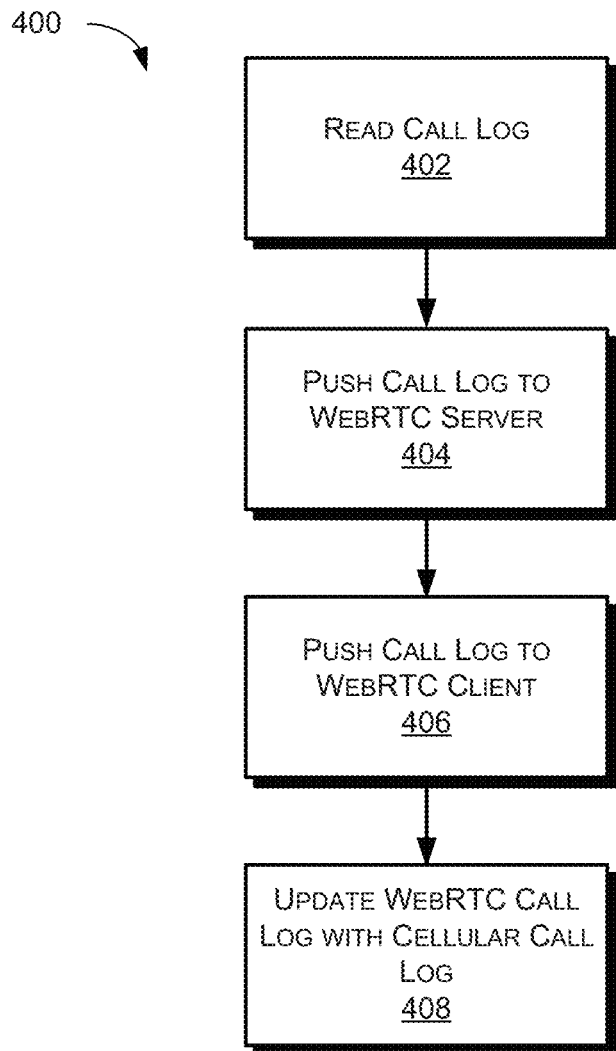 400
READ CALL LOG
402
PUSH CALL LOG TO
WEBRTC SERVER
404
PUSH CALL LOG TO
WEBRTC CLIENT
406
UPDATE WEBRTC CALL
LOG WITH CELLULAR CALL
LOG
408